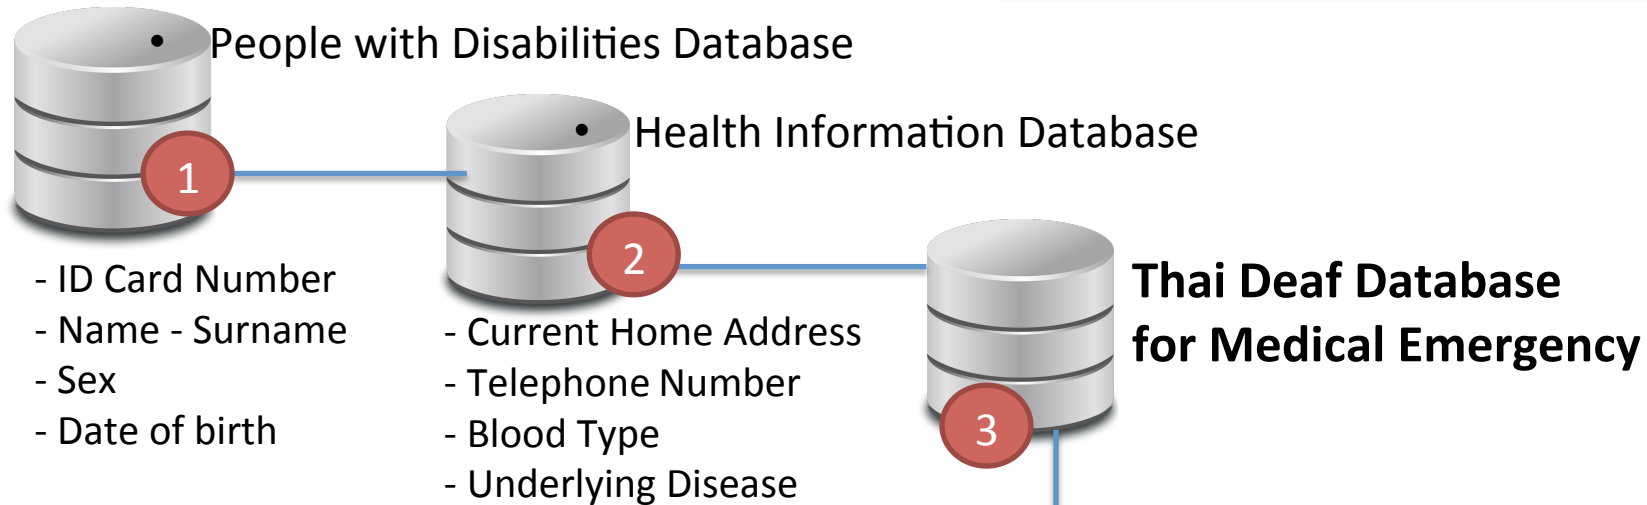 • People with Disabilities Database
• Health Information Database
1
2
3
- ID Card Number
- Name - Surname
- Sex
- Date of birth
- Current Home Address
- Telephone Number
- Blood Type
- Underlying Disease
Thai Deaf Database
for Medical Emergency